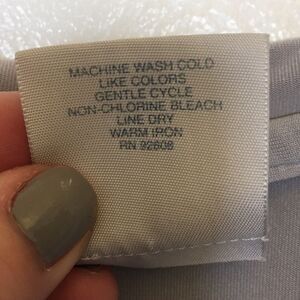 MACHINE WASH COLD
LIKE COLORS
GENTLE CYCLE
NON-CHLORINE BLEACH
LINE DRY
WARM IRON
RN 92608